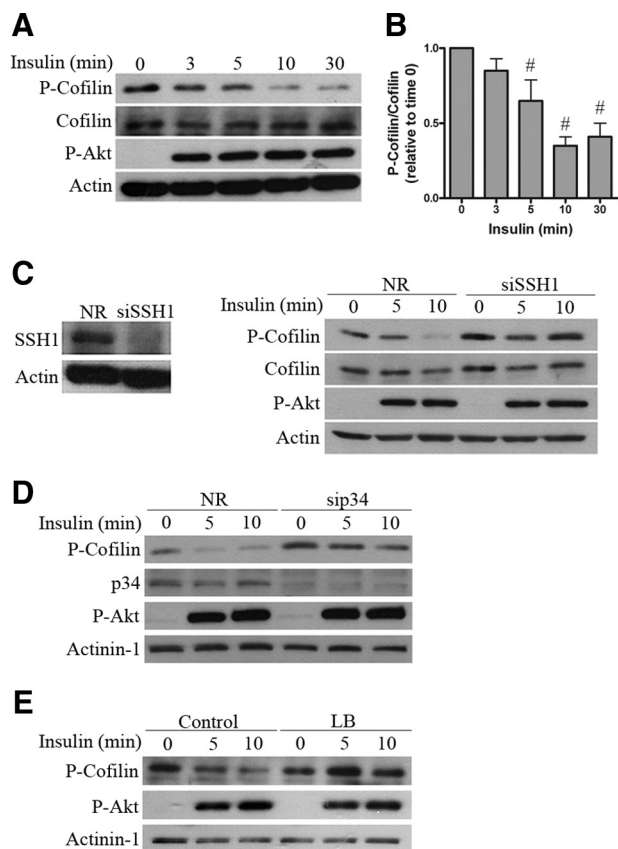 A
Insulin (min) 0 3 5 10 30
P-Cofilin
Cofilin
P-Akt
Actin
B
P-Cofilin/Cofilin
(relative to time 0)
1.0
0.5
0.0
# # #
0 3 5 10 30
Insulin (min)
C
NR siSSH1
SSH1
Actin
NR siSSH1
Insulin (min) 0 5 10 0 5 10
P-Cofilin
Cofilin
P-Akt
Actin
D
NR sip34
Insulin (min) 0 5 10 0 5 10
P-Cofilin
p34
P-Akt
Actinin-1
E
Control LB
Insulin (min) 0 5 10 0 5 10
P-Cofilin
P-Akt
Actinin-1